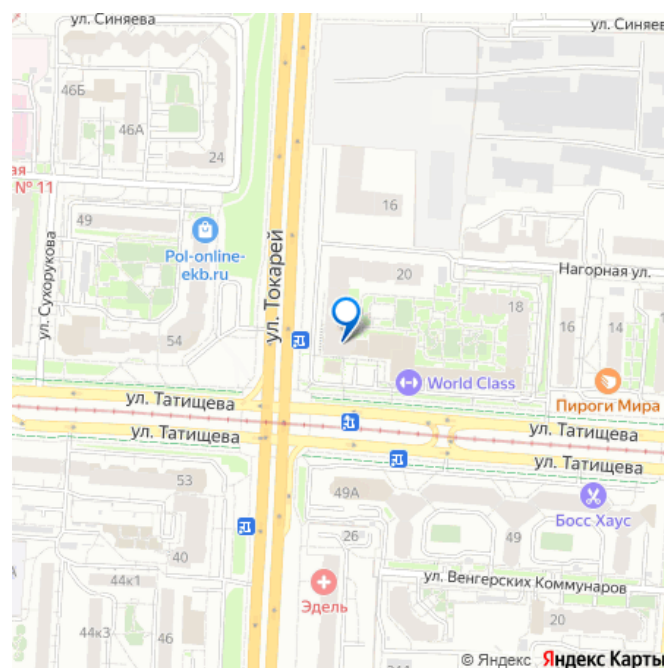 ул. Синяева
ул. Синяев
46Б
46А
24
ая
№ 11
16
49
Pol-online-
ekb.ru
ул. Сухорукова
ул. Токарей
20
Нагорная ул.
18
16
14
54
World Class
Пироги Мира
ул. Татищева
ул. Татищева
ул. Татищева
ул. Татищева
53
49А
Босс Хаус
26
49
40
44к1
Эдель
ул. Венгерских Коммунаров
44к3
46
20
© Яндекс Яндекс Карты